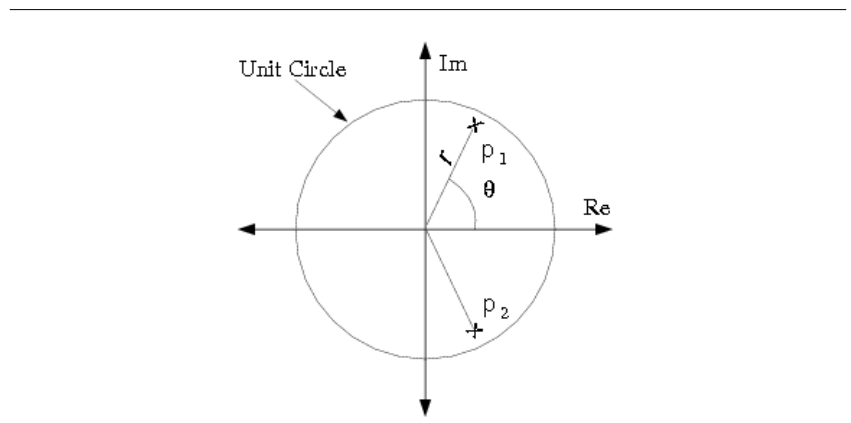 Im
Unit Circle
r
p 1
θ
Re
p 2